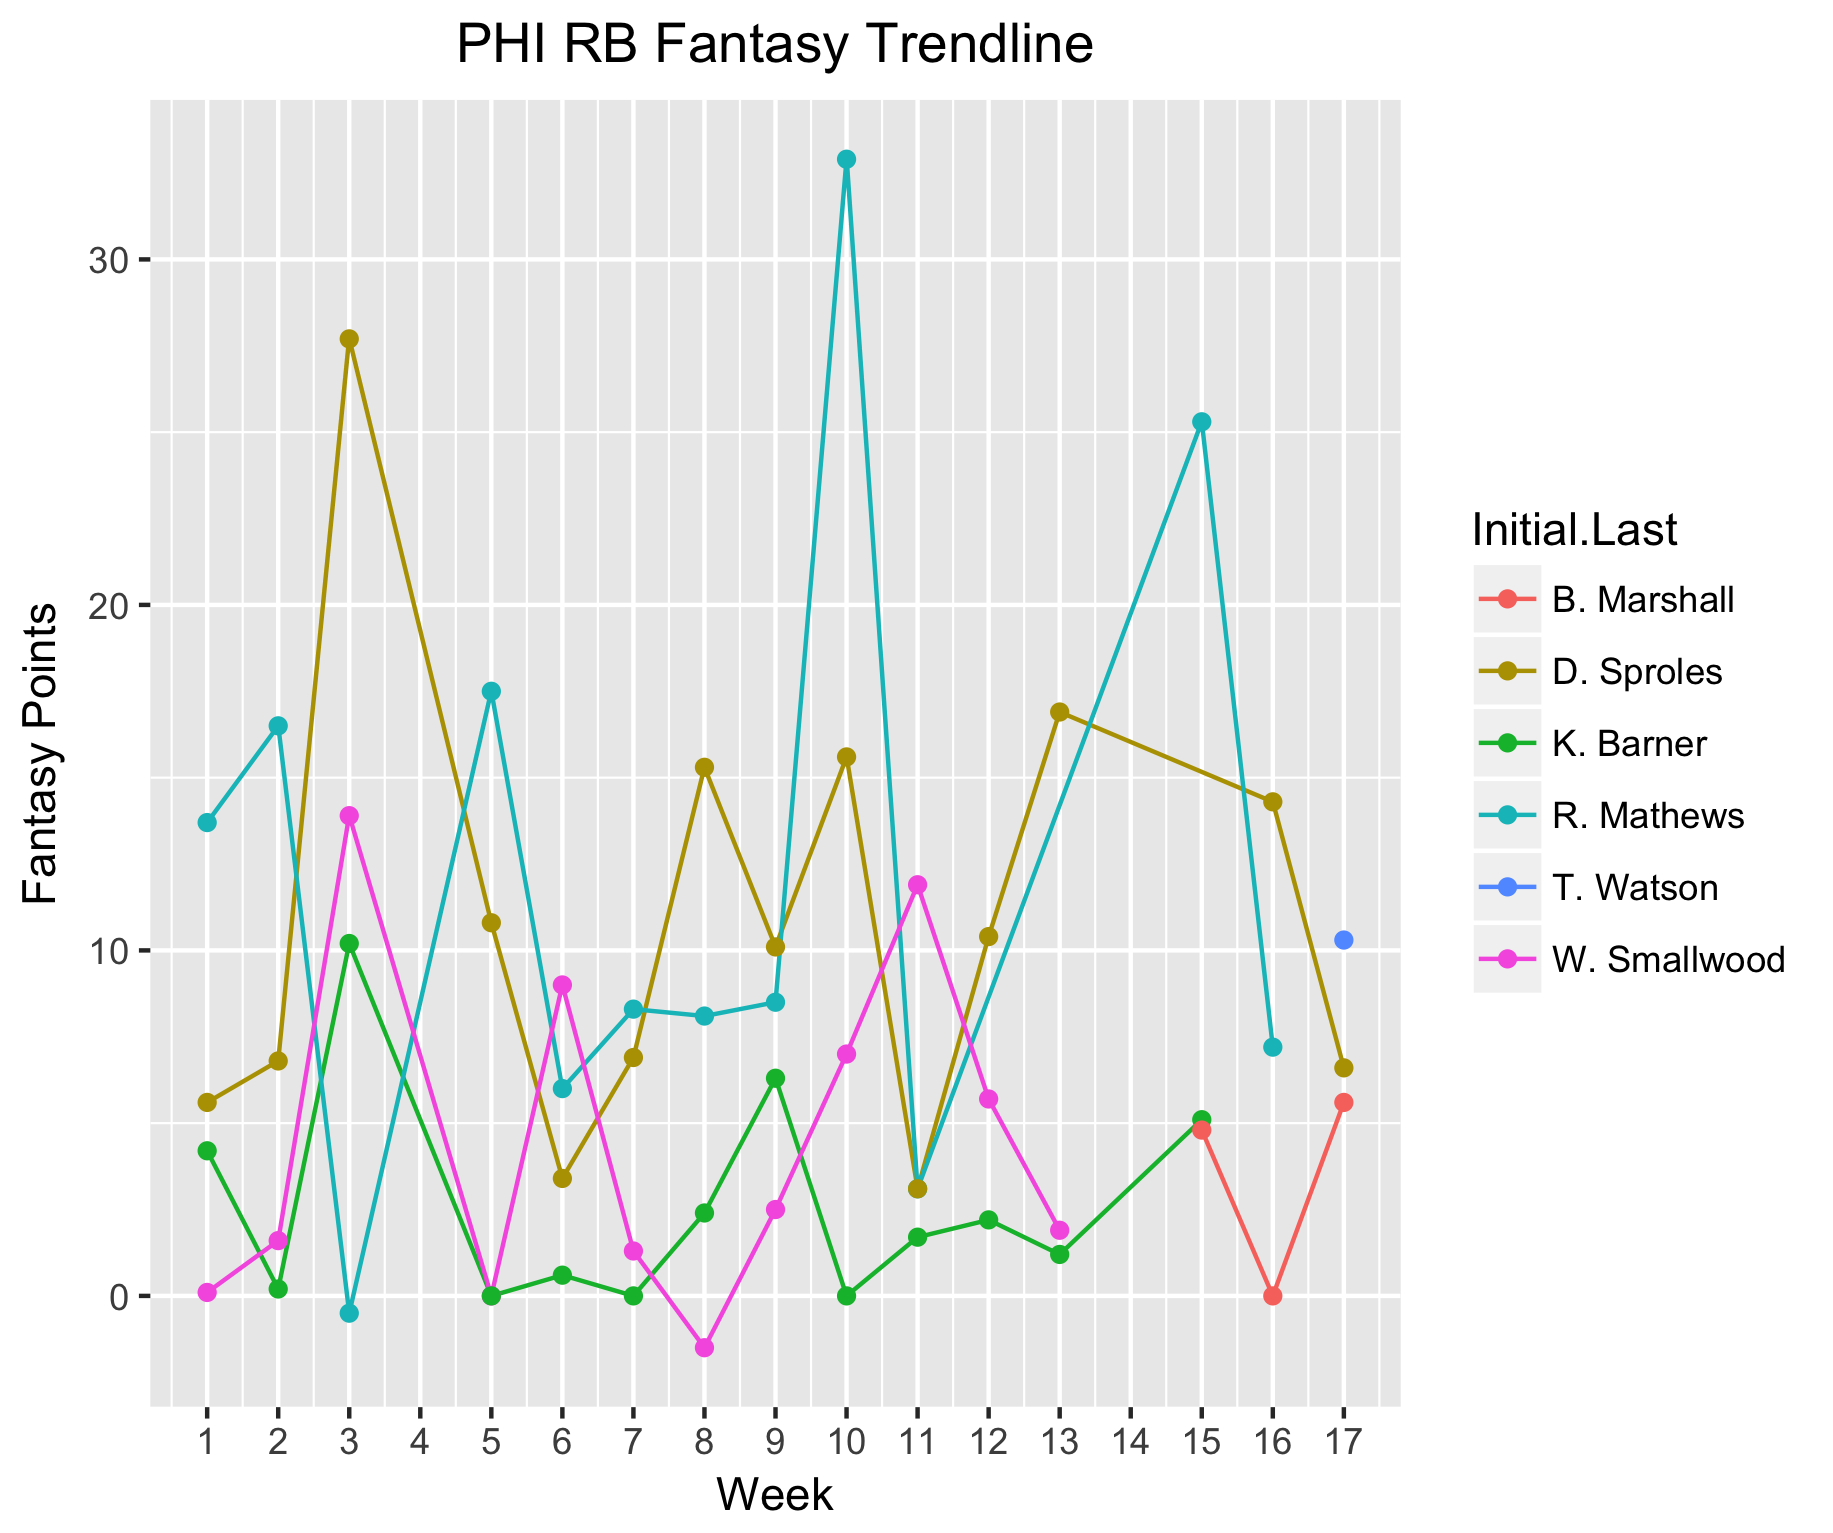 PHI RB Fantasy Trendline
Fantasy Points
30
20
10
0
1 2 3 4 5 6 7 8 9 10 11 12 13 14 15 16 17
Week
Initial.Last
B. Marshall
D. Sproles
K. Barner
R. Mathews
T. Watson
W. Smallwood